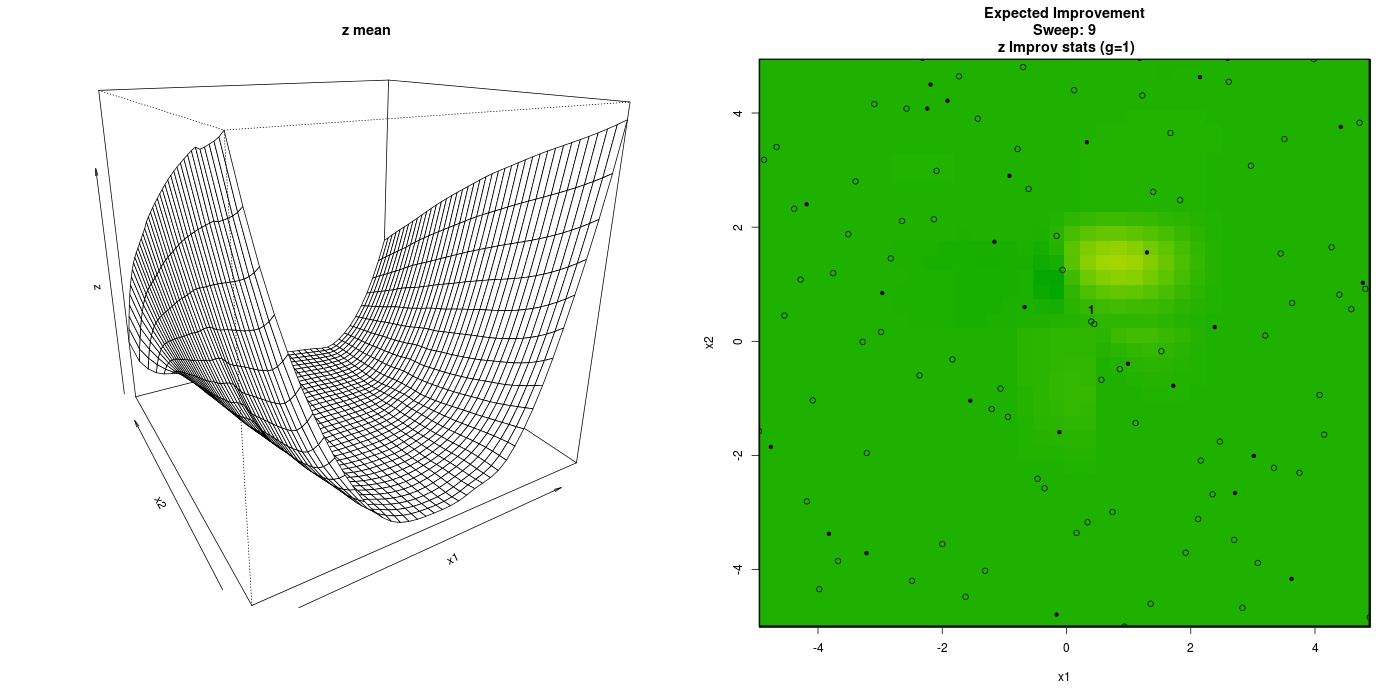 z mean
z
x2
x1
Expected Improvement
Sweep: 9
z Improv stats (g=1)
4
2
0
-2
-4
x2
1
-4
-2
0
2
4
x1